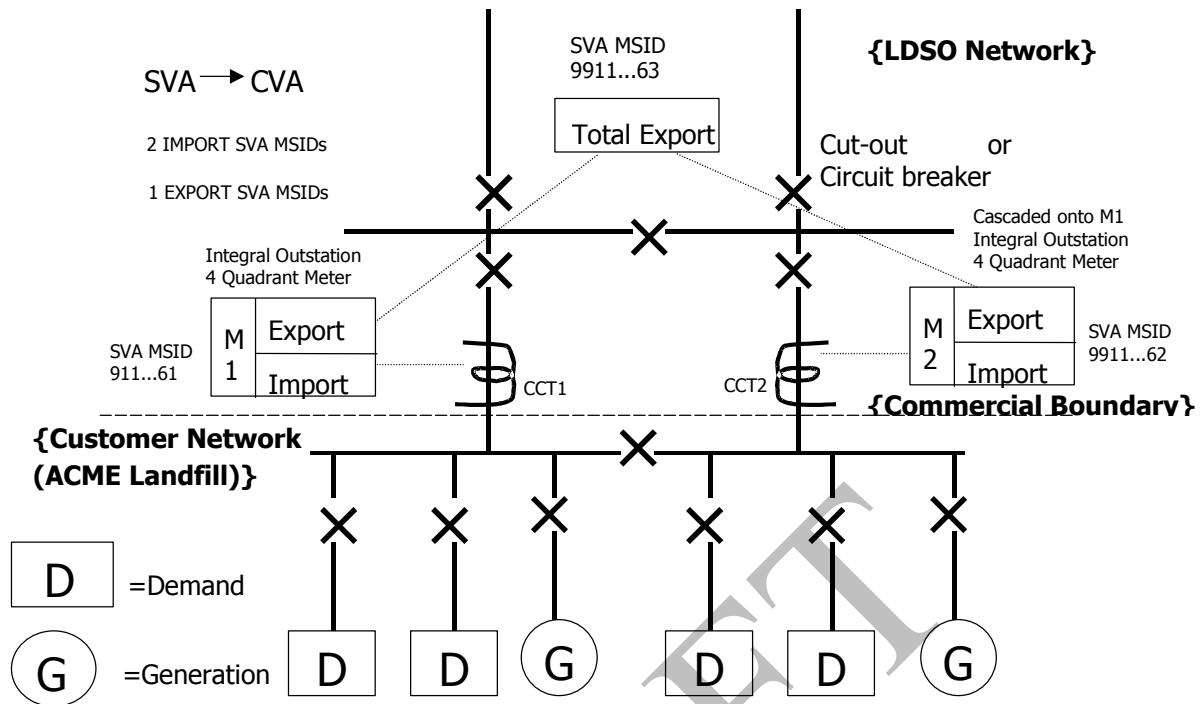 SVA MSID
9911...63
{LDSO Network}
SVA → CVA
Total Export
2 IMPORT SVA MSIDs
Cut-out or
Circuit breaker
1 EXPORT SVA MSIDs
Cascaded onto M1
Integral Outstation
4 Quadrant Meter
Integral Outstation
4 Quadrant Meter
M
1
Export
Import
SVA MSID
911...61
CCT1
CCT2
M
2
Export
Import
SVA MSID
9911...62
{Commercial Boundary}
{Customer Network
(ACME Landfill)}
D =Demand
G =Generation
D D G D D G